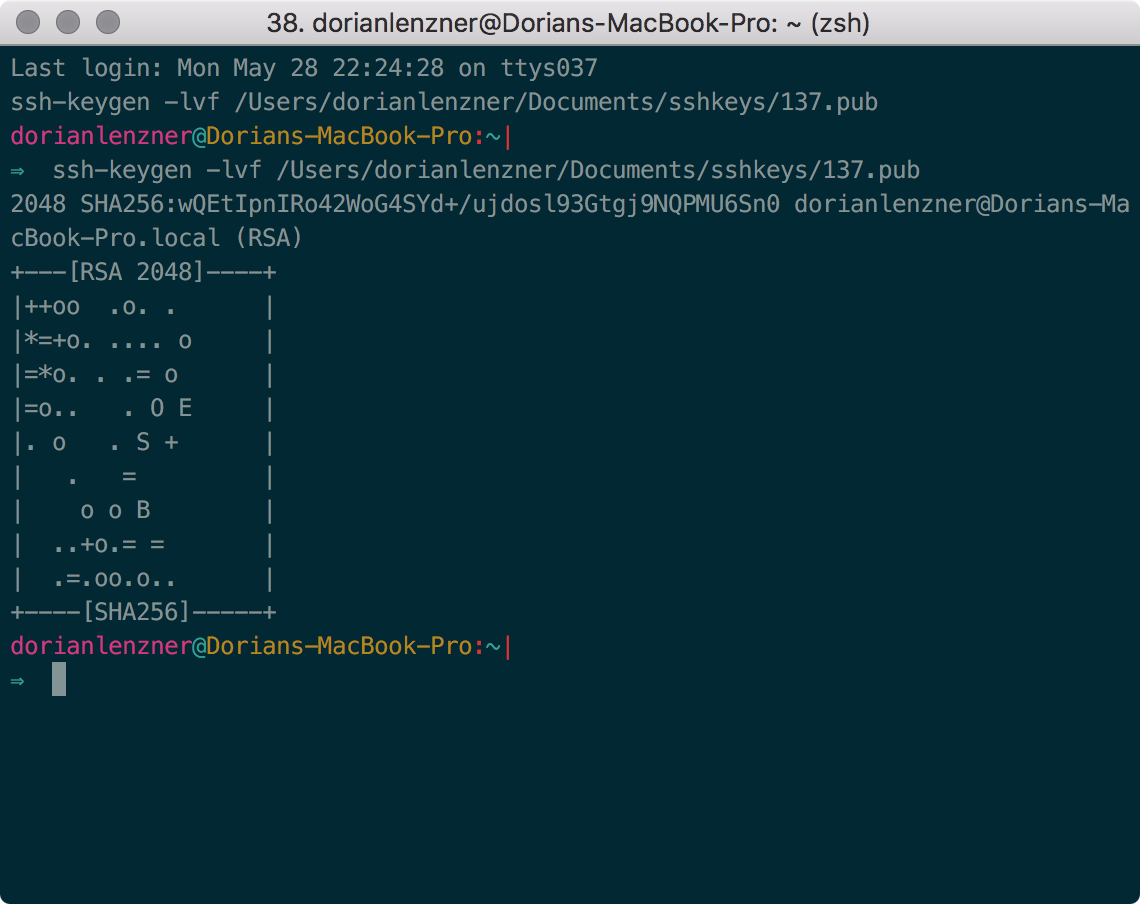 38. dorianlenzner@Dorians-MacBook-Pro: ~ (zsh)
Last login: Mon May 28 22:24:28 on ttys037
ssh-keygen -lvf /Users/dorianlenzner/Documents/sshkeys/137.pub
dorianlenzner@Dorians-MacBook-Pro:~|
⇒  ssh-keygen -lvf /Users/dorianlenzner/Documents/sshkeys/137.pub
2048 SHA256:wQEtIpnIRo42WoG4SYd+/ujdosl93Gtgj9NQPMU6Sn0 dorianlenzner@Dorians-Ma
cBook-Pro.local (RSA)
+---[RSA 2048]----+
|++oo  .o. .      |
|*=+o. .... o     |
|=*o. . .= o      |
|=o..   . O E     |
|. o   . S +      |
|   .   =         |
|    o o B        |
|  ..+o.= =       |
|  .=.oo.o..      |
+----[SHA256]-----+
dorianlenzner@Dorians-MacBook-Pro:~|
⇒